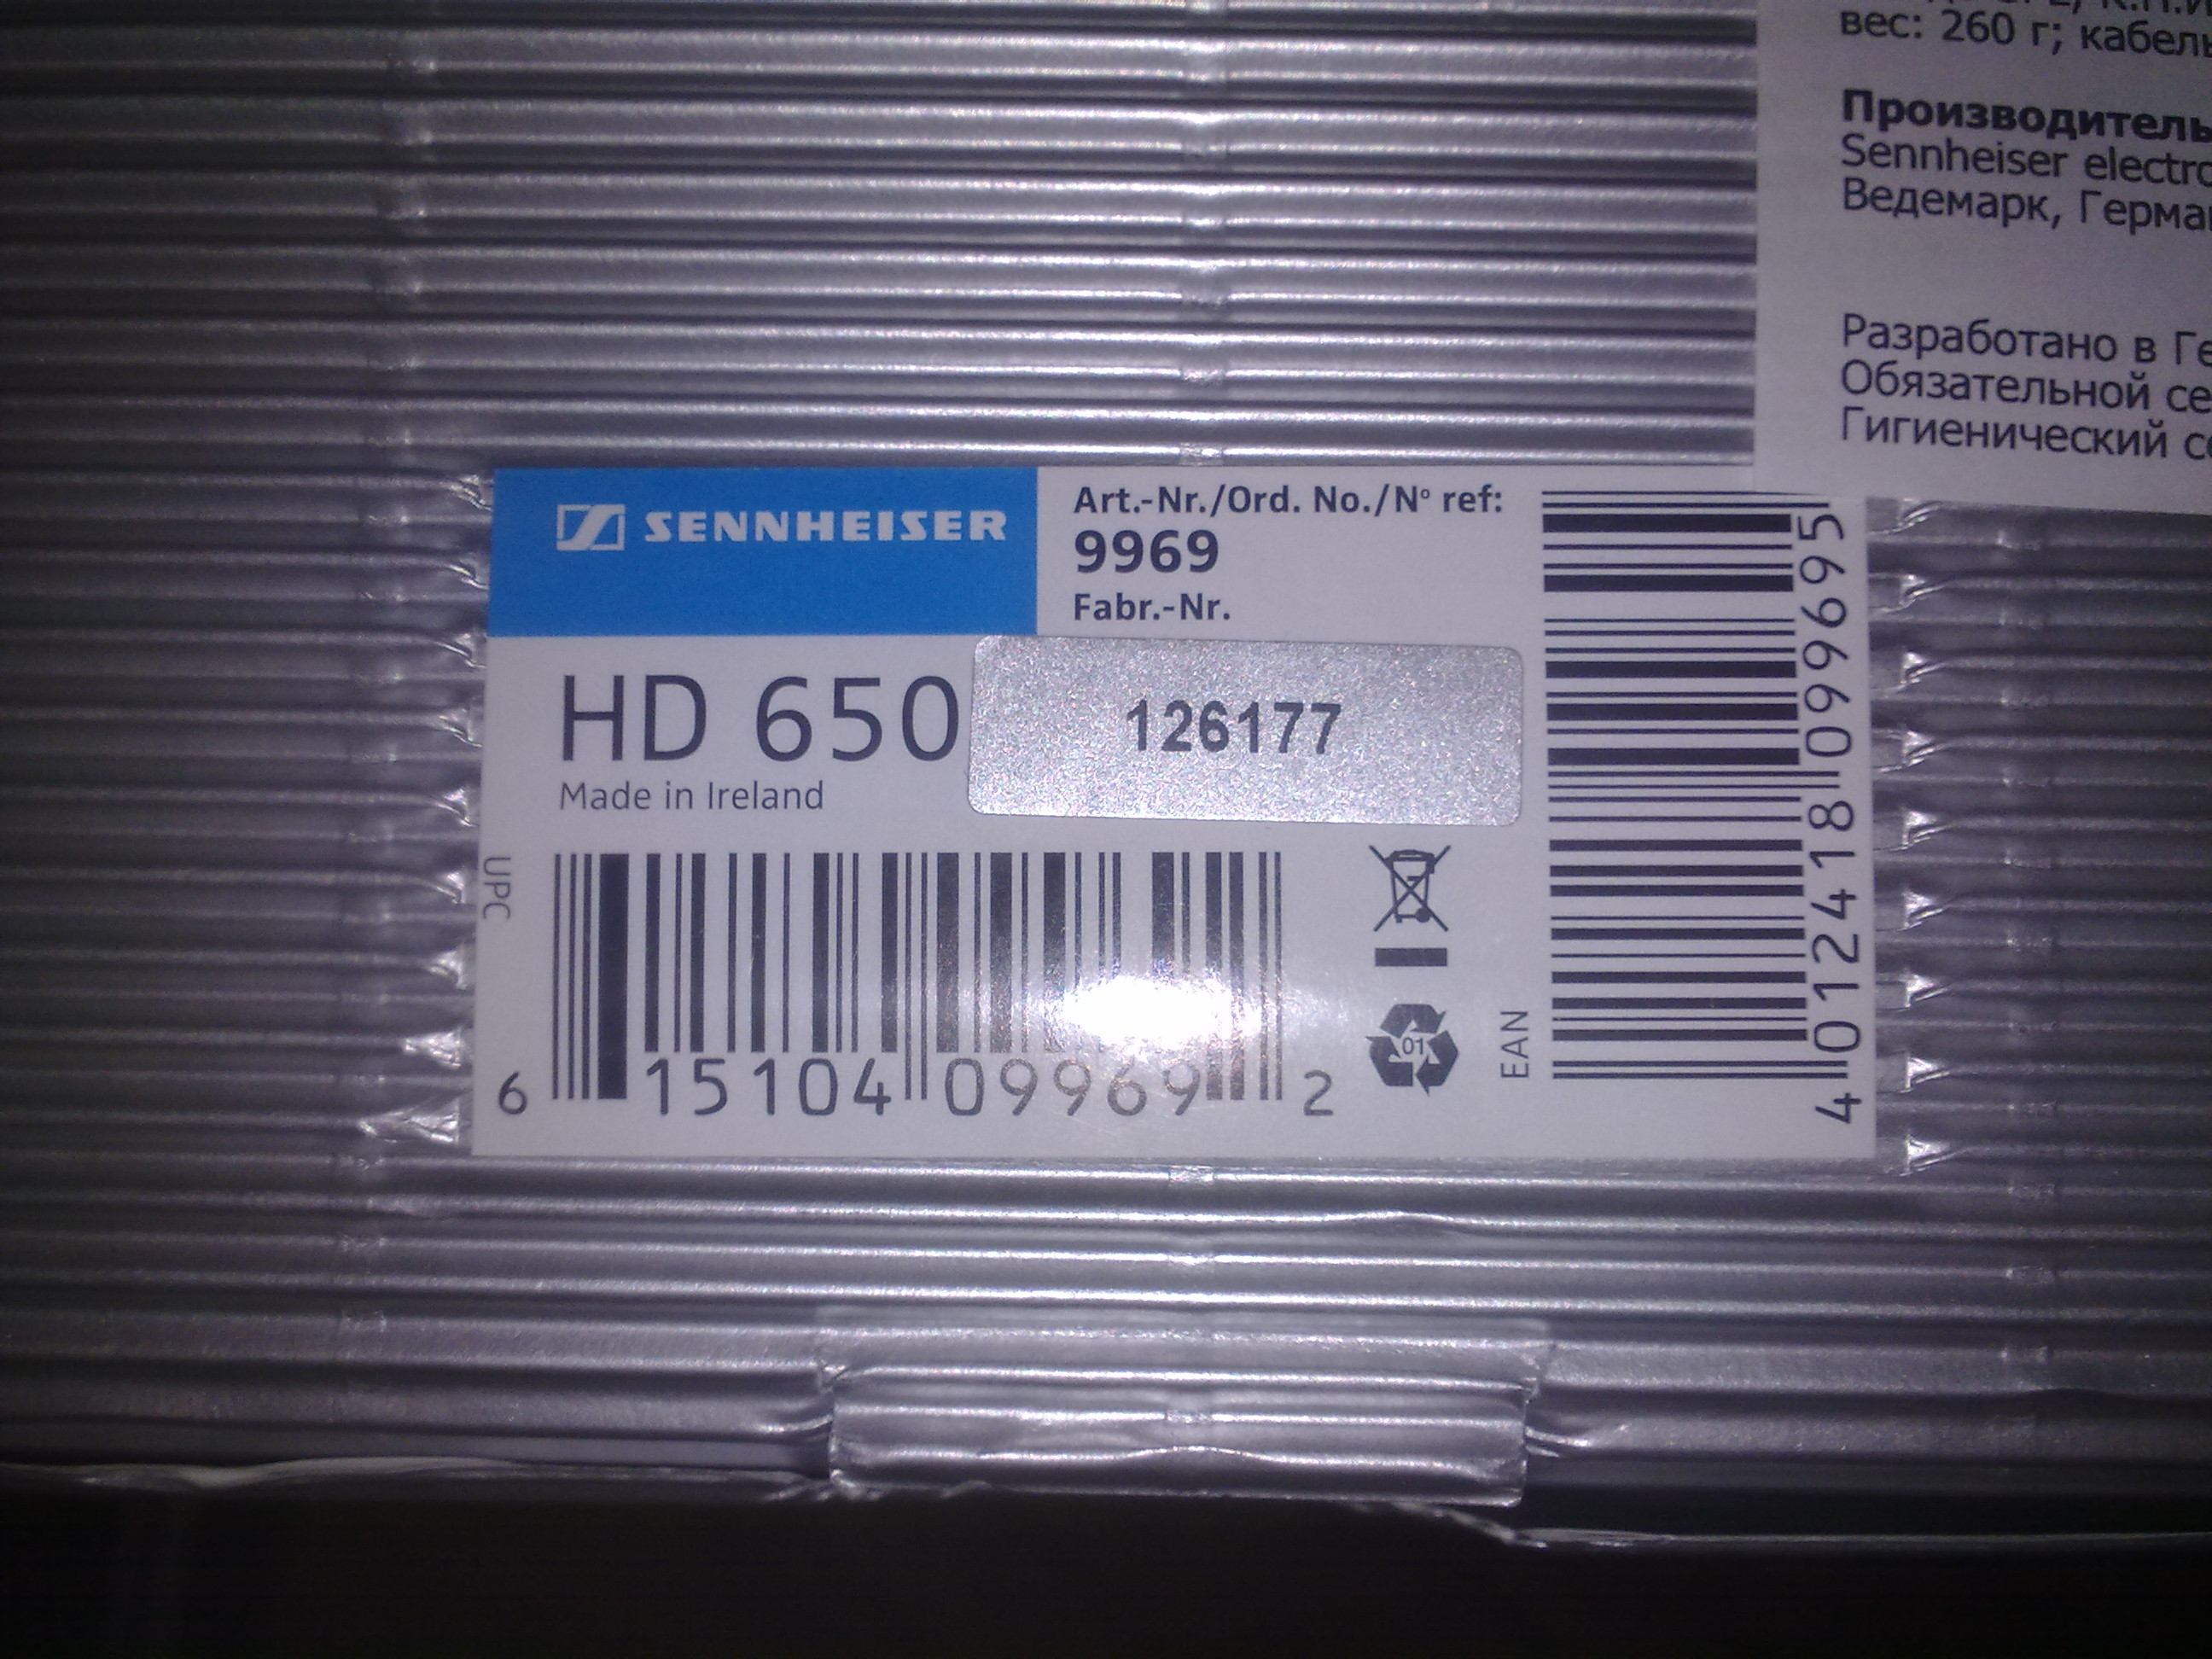 вес: 260 г; кабель
Производитель
Sennheiser electro
Ведемарк, Герма
Разработано в Ге
Обязательной се
Гигиенический се
SENNHEISER
Art.-Nr./Ord. No./Nº ref:
9969
Fabr.-Nr.
HD 650
126177
Made in Ireland
UPC
6 15104 09969 2
01
EAN
4 012418 099695